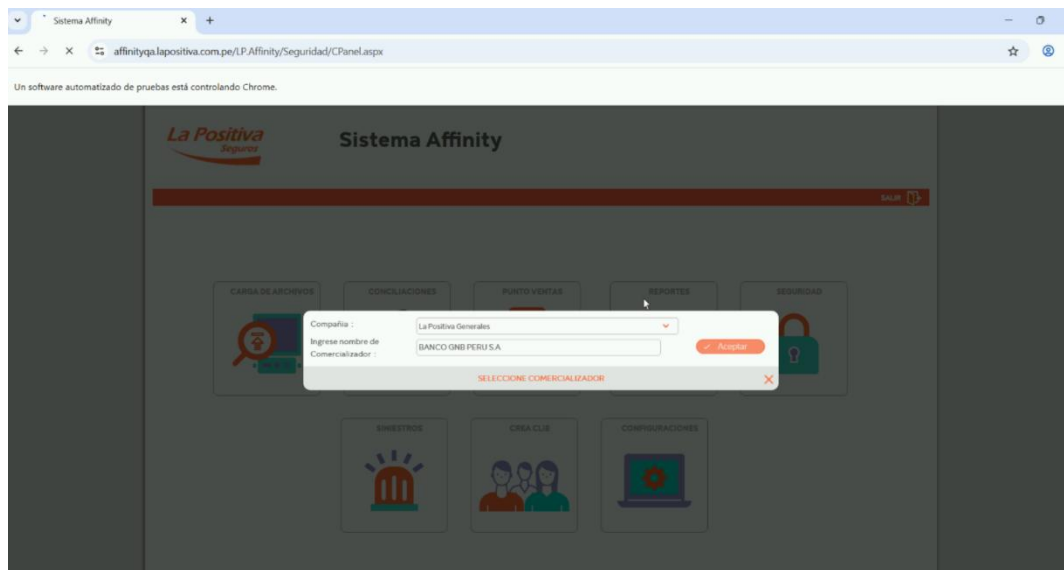 Sistema Affinity
affinityqa.lapositiva.com.pe/LP.Affinity/Seguridad/CPanel.aspx
Un software automatizado de pruebas está controlando Chrome.
La Positiva
Seguros
Sistema Affinity
SALIR
CARGA DE ARCHIVOS
CONCILIACIONES
PUNTO VENTAS
REPORTES
SEGURIDAD
Compañia :
La Positiva Generales
Ingrese nombre de
Comercializador :
BANCO GNB PERU S.A
Aceptar
SELECCIONE COMERCIALIZADOR
SINIESTROS
CREA CLIB
CONFIGURACIONES